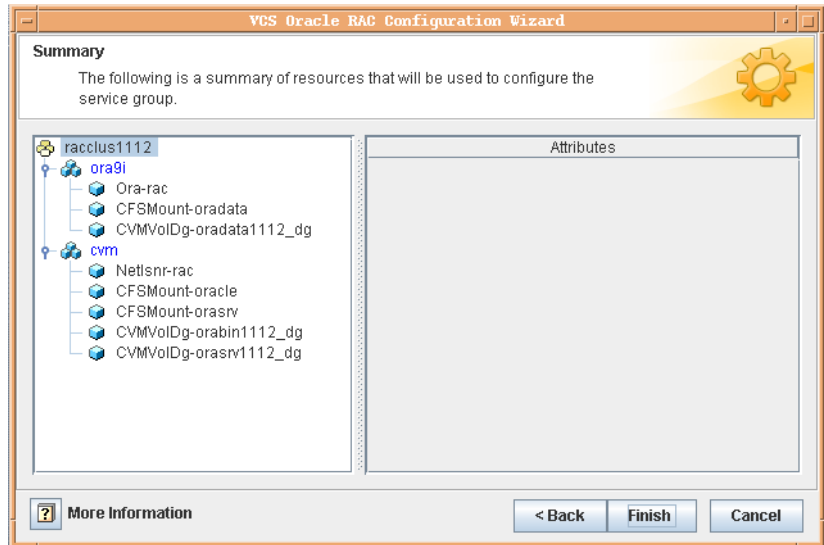 VCS Oracle RAC Configuration Wizard
Summary
The following is a summary of resources that will be used to configure the
service group.
racclus1112
ora9i
Ora-rac
CFSMount-oradata
CVMVolDg-oradata1112_dg
cvm
Netlsnr-rac
CFSMount-oracle
CFSMount-orasrv
CVMVolDg-orabin1112_dg
CVMVolDg-orasrv1112_dg
Attributes
? More Information
< Back
Finish
Cancel